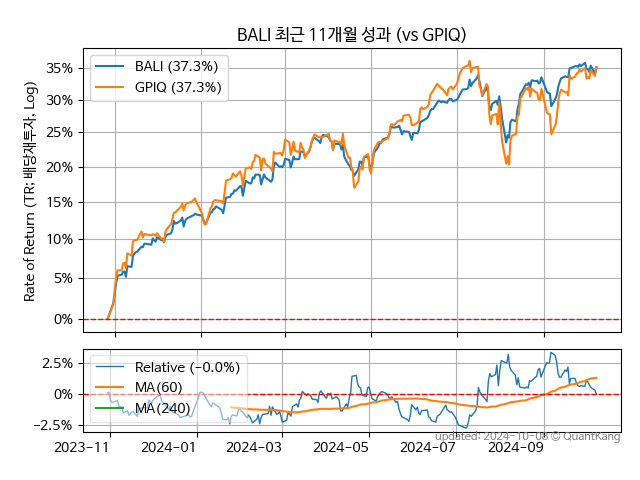 BALI 최근 11개월 성과 (vs GPIQ)
Rate of Return (TR; 배당재투자, Log)
35%
30%
25%
20%
15%
10%
5%
0%
BALI (37.3%)
GPIQ (37.3%)
2.5%
0%
−2.5%
Relative (−0.0%)
MA(60)
MA(240)
2023−11
2024−01
2024−03
2024−05
2024−07
2024−09
updated: 2024-10-08 © QuantKang